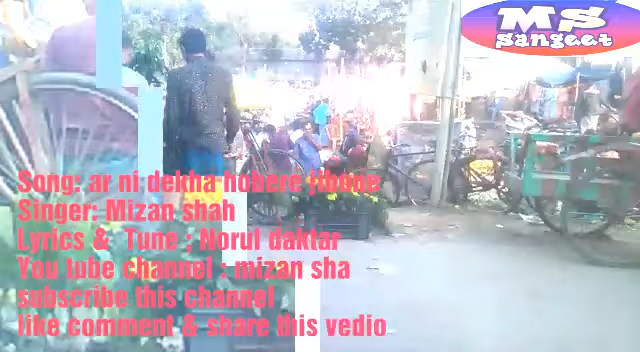 MS
Sangeet
Song: ar ni dekha hobere jibone
Singer: Mizan shah
Lyrics & Tune : Norul daktar
You tube channel : mizan sha
subscribe this channel
like comment & share this vedio